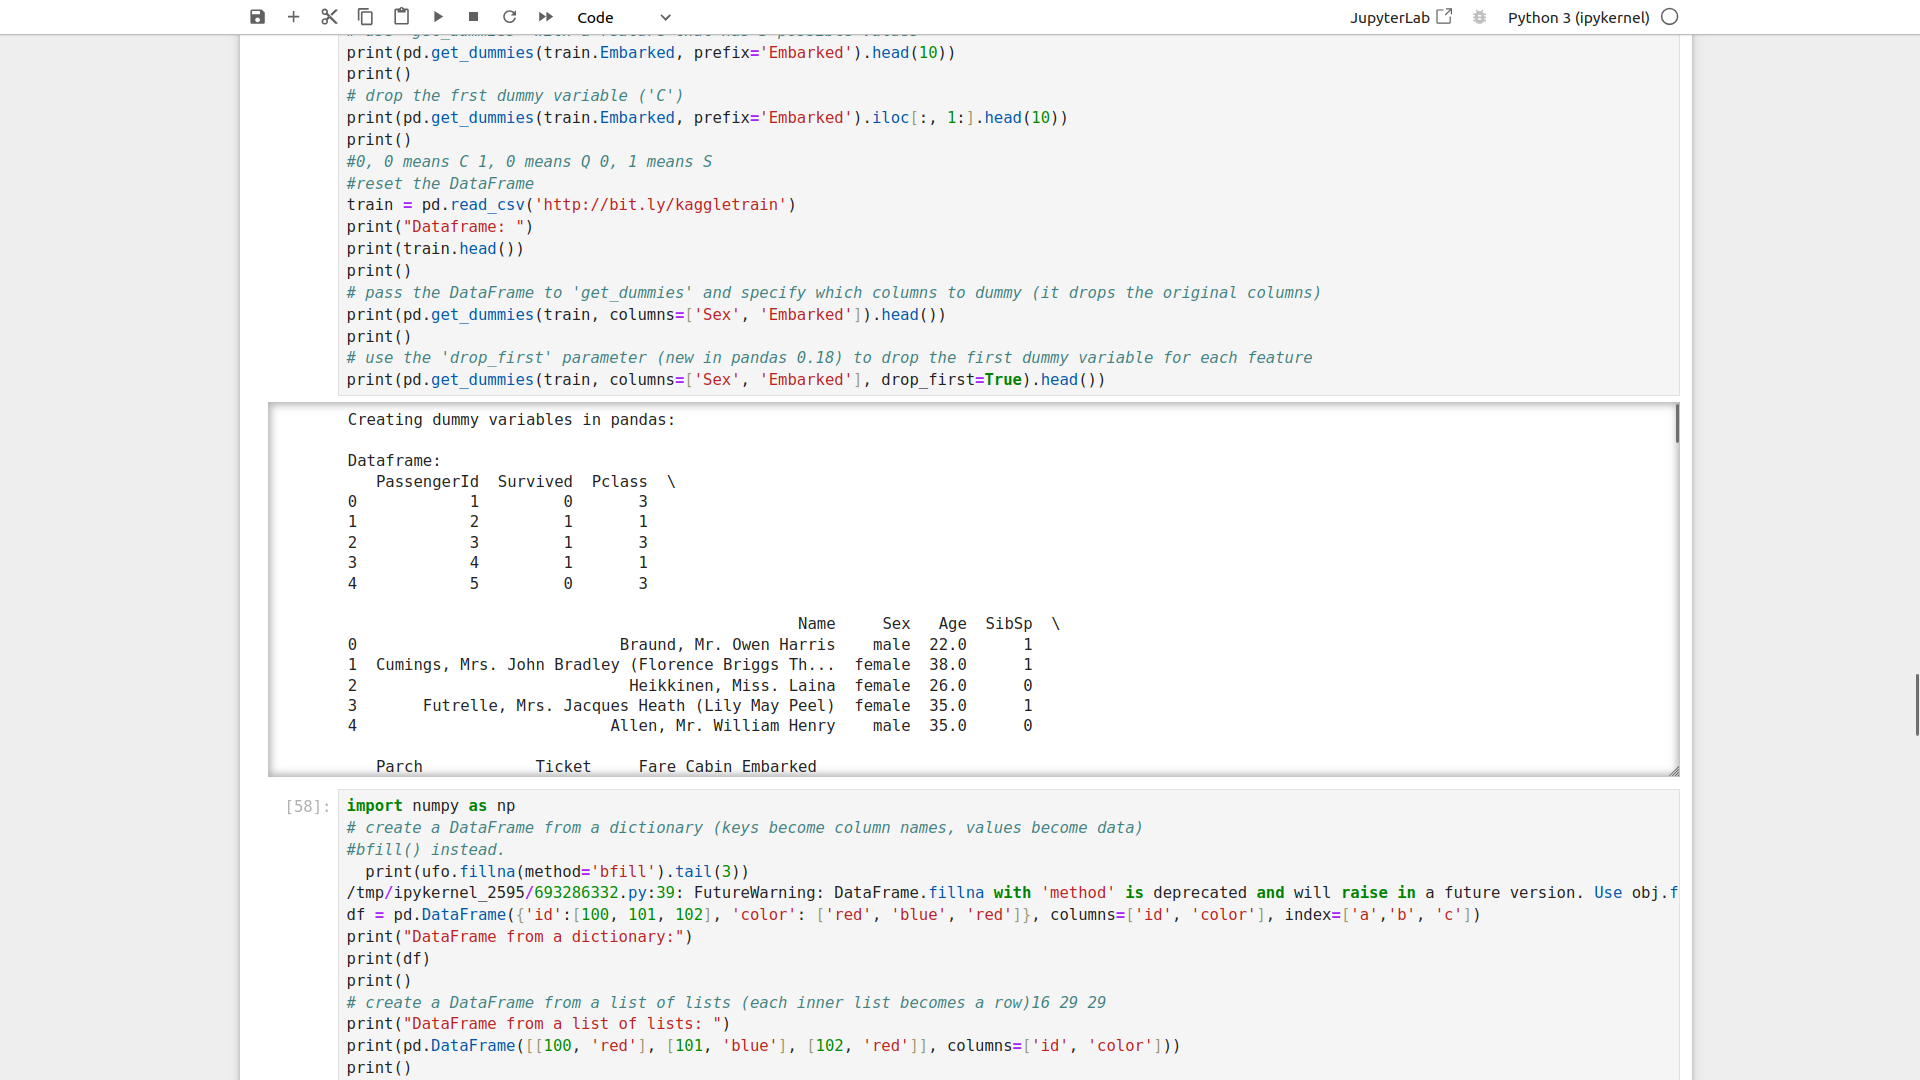 Code
JupyterLab
Python 3 (ipykernel)
print(pd.get_dummies(train.Embarked, prefix='Embarked').head(10))
print()
# drop the frst dummy variable ('C')
print(pd.get_dummies(train.Embarked, prefix='Embarked').iloc[:, 1:].head(10))
print()
#0, 0 means C 1, 0 means Q 0, 1 means S
#reset the DataFrame
train = pd.read_csv('http://bit.ly/kaggletrain')
print("Dataframe: ")
print(train.head())
print()
# pass the DataFrame to 'get_dummies' and specify which columns to dummy (it drops the original columns)
print(pd.get_dummies(train, columns=['Sex', 'Embarked']).head())
print()
# use the 'drop_first' parameter (new in pandas 0.18) to drop the first dummy variable for each feature
print(pd.get_dummies(train, columns=['Sex', 'Embarked'], drop_first=True).head())
Creating dummy variables in pandas:
Dataframe:
PassengerId  Survived  Pclass  \
0            1         0       3
1            2         1       1
2            3         1       3
3            4         1       1
4            5         0       3
Name     Sex   Age  SibSp  \
0                            Braund, Mr. Owen Harris    male  22.0      1
1  Cumings, Mrs. John Bradley (Florence Briggs Th...  female  38.0      1
2                             Heikkinen, Miss. Laina  female  26.0      0
3       Futrelle, Mrs. Jacques Heath (Lily May Peel)  female  35.0      1
4                           Allen, Mr. William Henry    male  35.0      0
Parch            Ticket     Fare Cabin Embarked
[58]:
import numpy as np
# create a DataFrame from a dictionary (keys become column names, values become data)
#bfill() instead.
print(ufo.fillna(method='bfill').tail(3))
/tmp/ipykernel_2595/693286332.py:39: FutureWarning: DataFrame.fillna with 'method' is deprecated and will raise in a future version. Use obj.f
df = pd.DataFrame({'id':[100, 101, 102], 'color': ['red', 'blue', 'red']}, columns=['id', 'color'], index=['a','b', 'c'])
print("DataFrame from a dictionary:")
print(df)
print()
# create a DataFrame from a list of lists (each inner list becomes a row)16 29 29
print("DataFrame from a list of lists: ")
print(pd.DataFrame([[100, 'red'], [101, 'blue'], [102, 'red']], columns=['id', 'color']))
print()